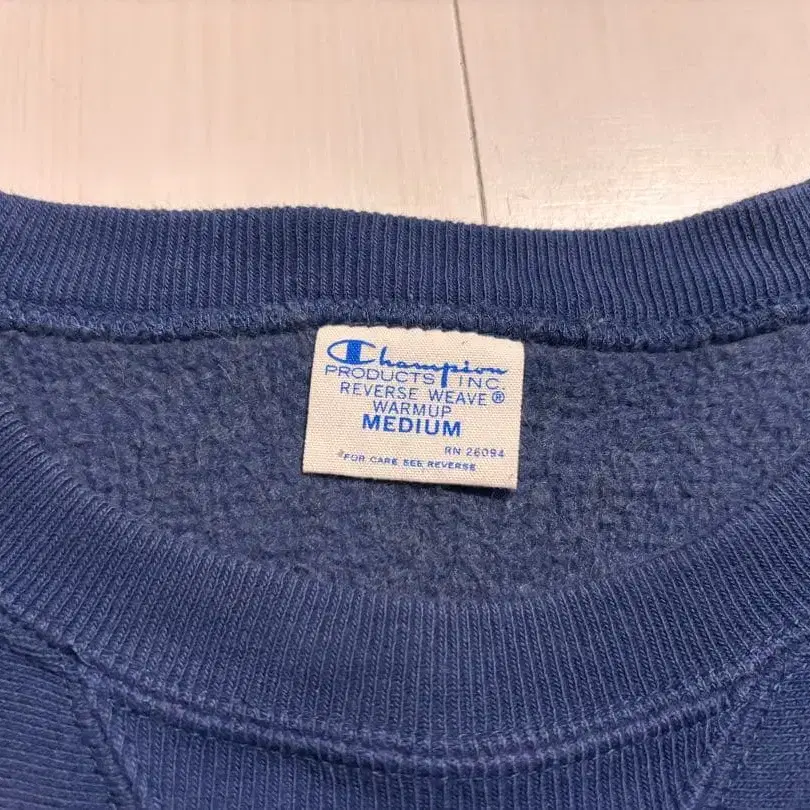 Champion
PRODUCTS INC.
REVERSE WEAVE®
WARMUP
MEDIUM
RN 26094
*FOR CARE SEE REVERSE